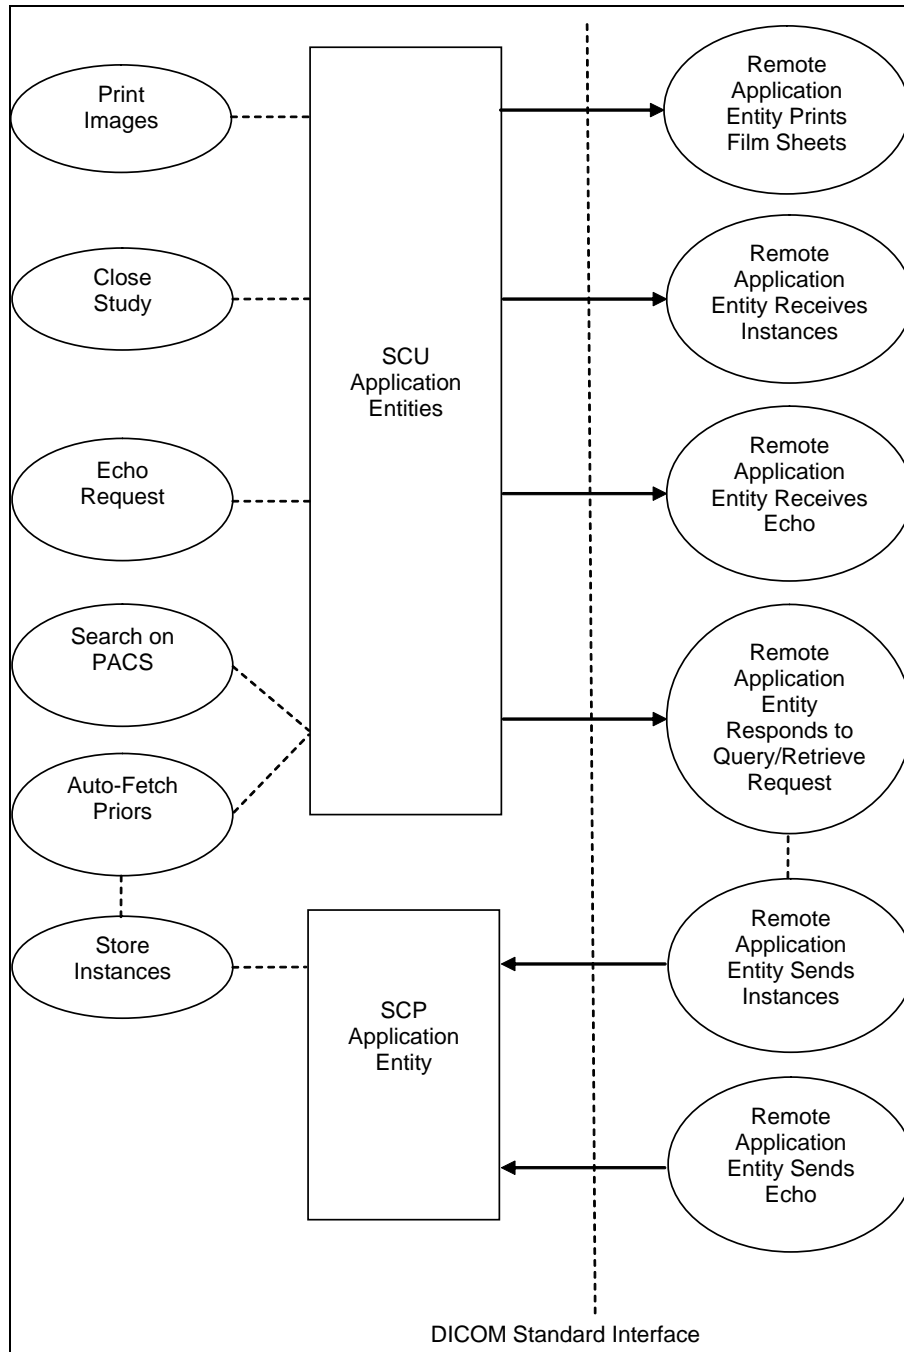 Print
Images
Close
Study
Echo
Request
Search on
PACS
Auto-Fetch
Priors
Store
Instances
SCU
Application
Entities
SCP
Application
Entity
Remote
Application
Entity Prints
Film Sheets
Remote
Application
Entity Receives
Instances
Remote
Application
Entity Receives
Echo
Remote
Application
Entity
Responds to
Query/Retrieve
Request
Remote
Application
Entity Sends
Instances
Remote
Application
Entity Sends
Echo
DICOM Standard Interface